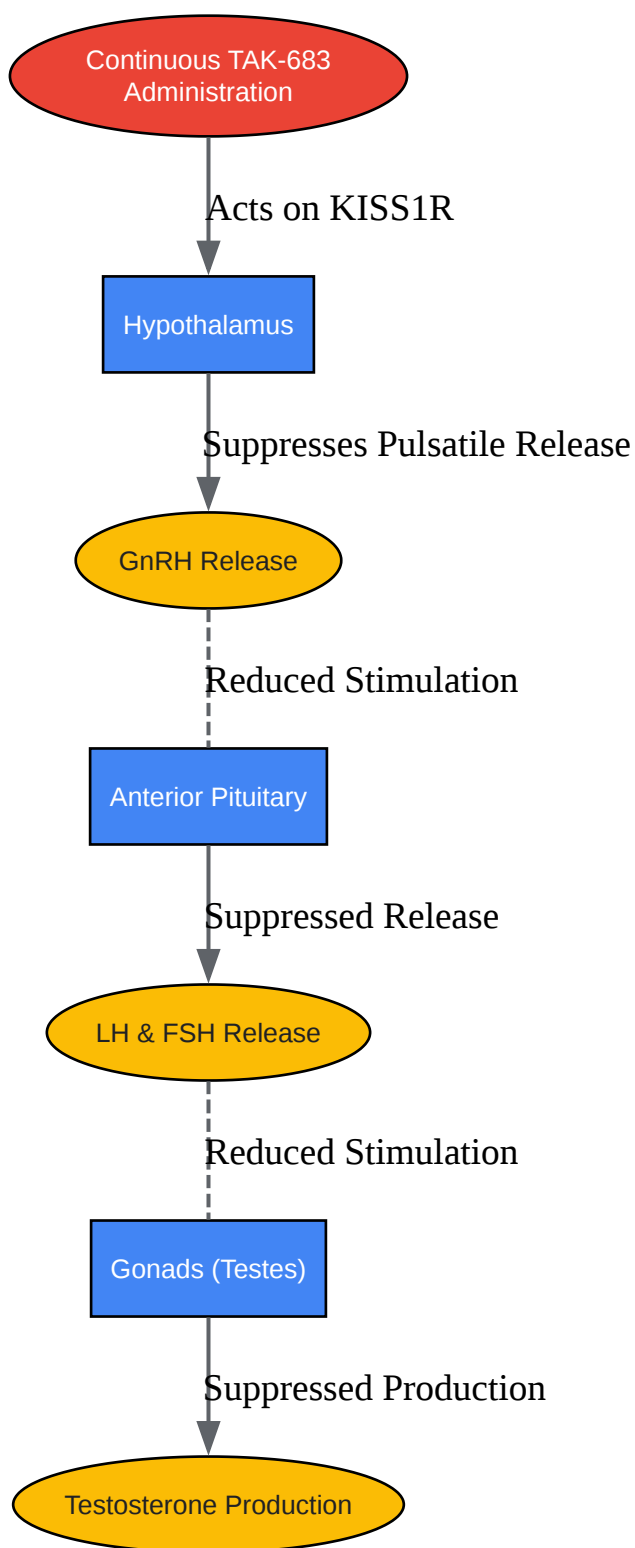 Continuous TAK-683
Administration
Acts on KISS1R
Hypothalamus
Suppresses Pulsatile Release
GnRH Release
Reduced Stimulation
Anterior Pituitary
Suppressed Release
LH & FSH Release
Reduced Stimulation
Gonads (Testes)
Suppressed Production
Testosterone Production